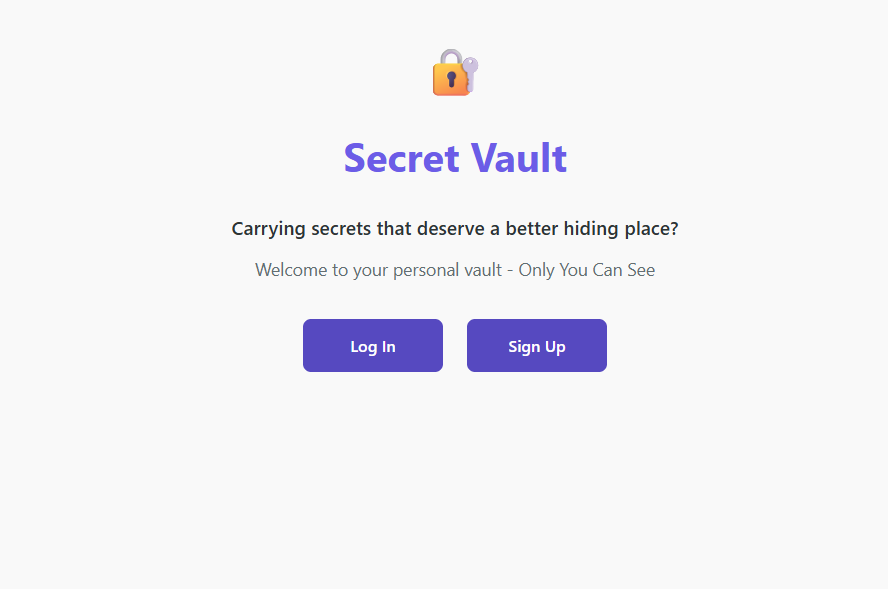 Secret Vault
Carrying secrets that deserve a better hiding place?
Welcome to your personal vault - Only You Can See
Log In
Sign Up